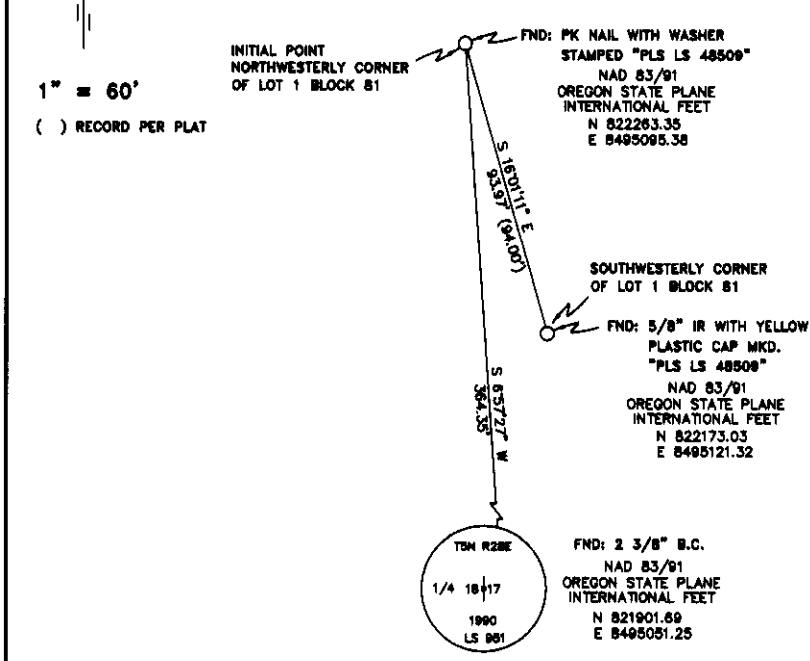 1" = 60'
( ) RECORD PER PLAT
INITIAL POINT
NORTHWESTERLY CORNER
OF LOT 1 BLOCK 81
FND: PK NAIL WITH WASHER
STAMPED "PLS LS 48509"
NAD 83/91
OREGON STATE PLANE
INTERNATIONAL FEET
N 822263.35
E 8495095.38
S 16°01'11" E
93.97' (94.00')
SOUTHWESTERLY CORNER
OF LOT 1 BLOCK 81
FND: 5/8" IR WITH YELLOW
PLASTIC CAP MKD.
"PLS LS 48509"
NAD 83/91
OREGON STATE PLANE
INTERNATIONAL FEET
N 822173.03
E 8495121.32
S 6°57'27" W
364.35'
T5N R28E
1/4 18 17
1990
LS 951
FND: 2 3/8" B.C.
NAD 83/91
OREGON STATE PLANE
INTERNATIONAL FEET
N 821901.69
E 8495051.25